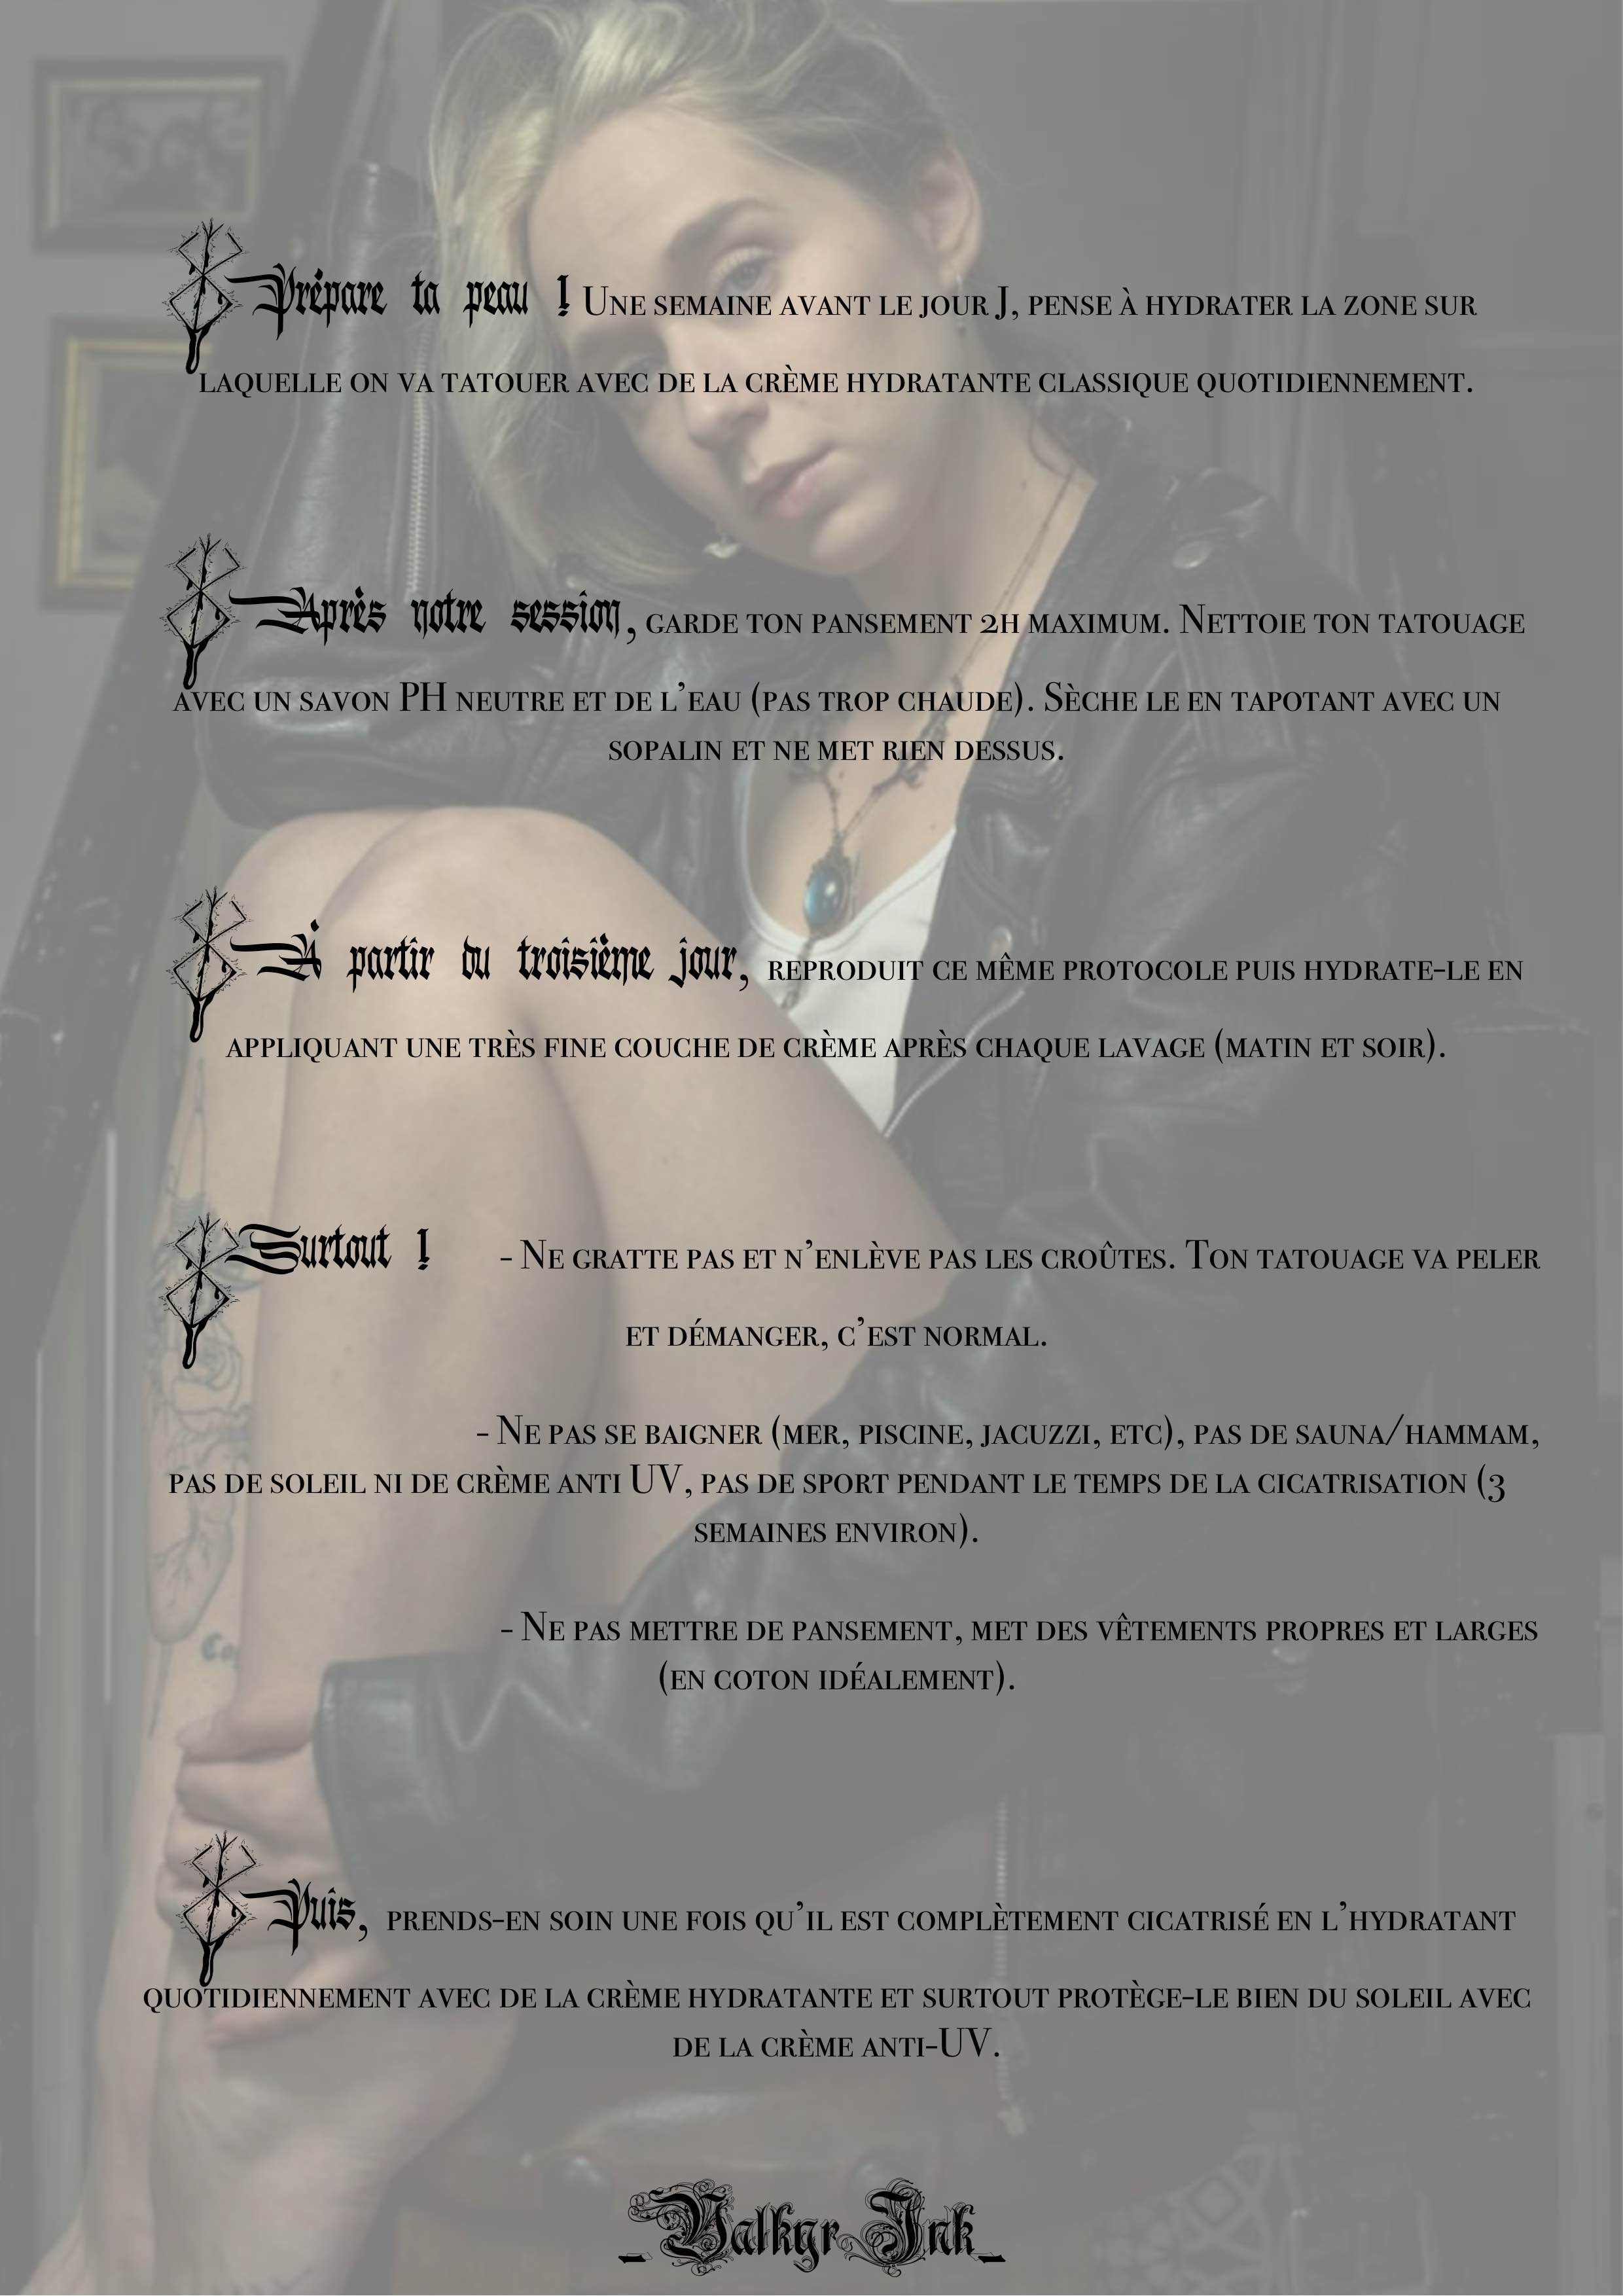 Prépare ta peau ! Une semaine avant le jour J, pense à hydrater la zone sur
laquelle on va tatouer avec de la crème hydratante classique quotidiennement.
Après notre session, garde ton pansement 2h maximum. Nettoie ton tatouage
avec un savon PH neutre et de l'eau (pas trop chaude). Sèche le en tapotant avec un
sopalin et ne met rien dessus.
À partir du troisième jour, reproduit ce même protocole puis hydrate-le en
appliquant une très fine couche de crème après chaque lavage (matin et soir).
Surtout ! - Ne gratte pas et n'enlève pas les croûtes. Ton tatouage va peler
et démanger, c'est normal.
- Ne pas se baigner (mer, piscine, jacuzzi, etc), pas de sauna/hammam,
pas de soleil ni de crème anti UV, pas de sport pendant le temps de la cicatrisation (3
semaines environ).
- Ne pas mettre de pansement, met des vêtements propres et larges
(en coton idéalement).
Puis, prends-en soin une fois qu'il est complètement cicatrisé en l'hydratant
quotidiennement avec de la crème hydratante et surtout protège-le bien du soleil avec
de la crème anti-UV.
_Valkyr Ink_